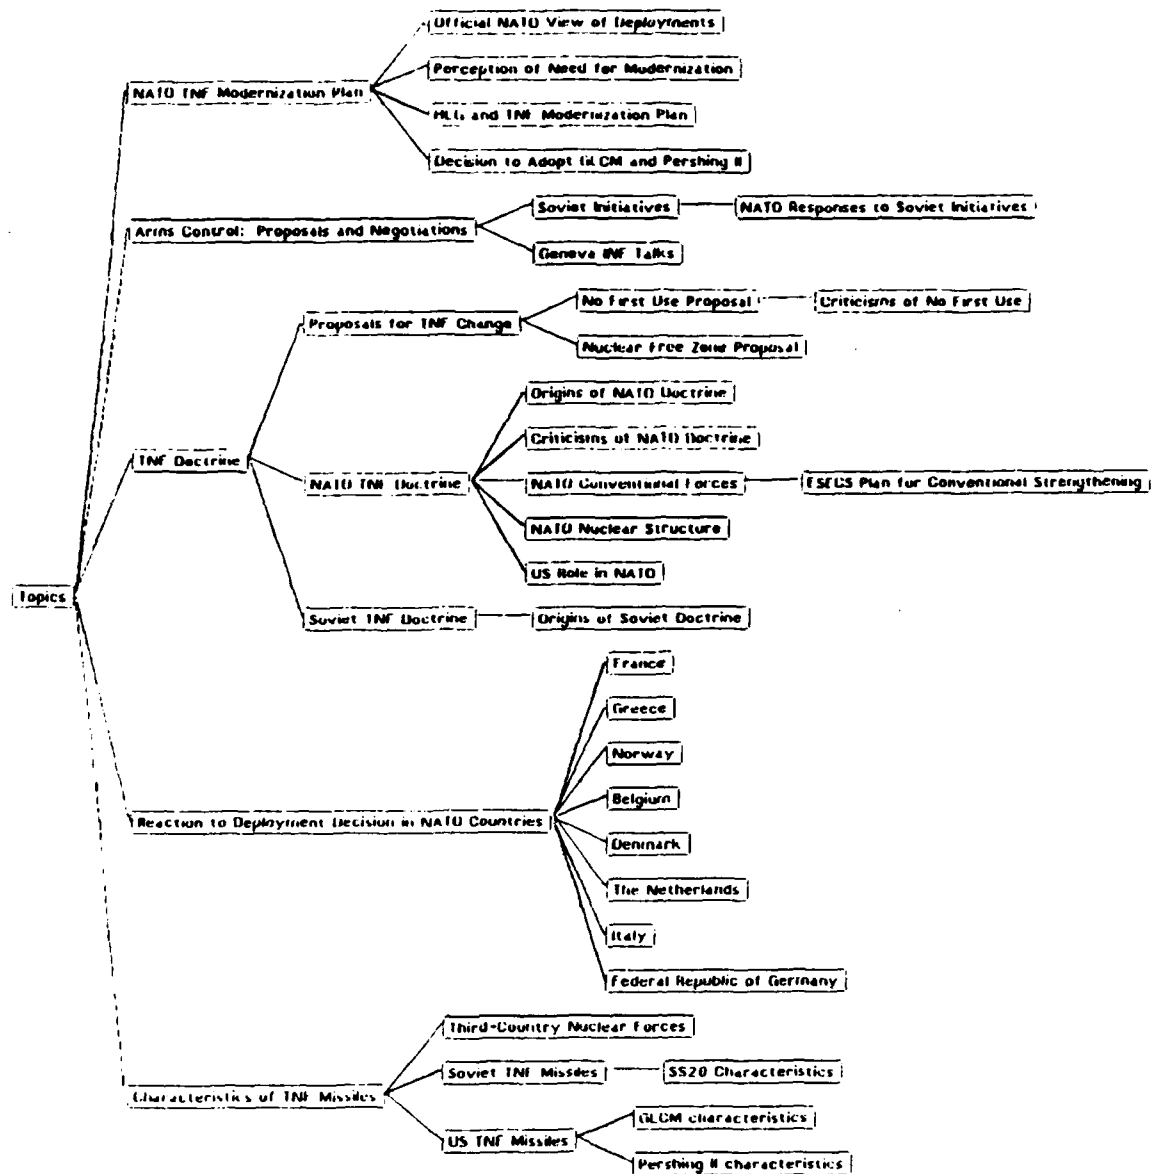 Official NATO View of Deployments
Perception of Need for Modernization
NATO TNF Modernization Plan
HLG and TNF Modernization Plan
Decision to Adopt GLCM and Pershing II
Soviet Initiatives
NATO Responses to Soviet Initiatives
Arms Control: Proposals and Negotiations
Geneva INF Talks
No First Use Proposal
Criticisms of No First Use
Proposals for TNF Change
Nuclear Free Zone Proposal
Origins of NATO Doctrine
Criticisms of NATO Doctrine
TNF Doctrine
NATO TNF Doctrine
NATO Conventional Forces
ESECS Plan for Conventional Strengthening
NATO Nuclear Structure
US Role in NATO
Topics
Soviet TNF Doctrine
Origins of Soviet Doctrine
France
Greece
Norway
Belgium
Reaction to Deployment Decision in NATO Countries
Denmark
The Netherlands
Italy
Federal Republic of Germany
Third-Country Nuclear Forces
Soviet TNF Missiles
SS20 Characteristics
Characteristics of TNF Missiles
GLCM characteristics
US TNF Missiles
Pershing II characteristics